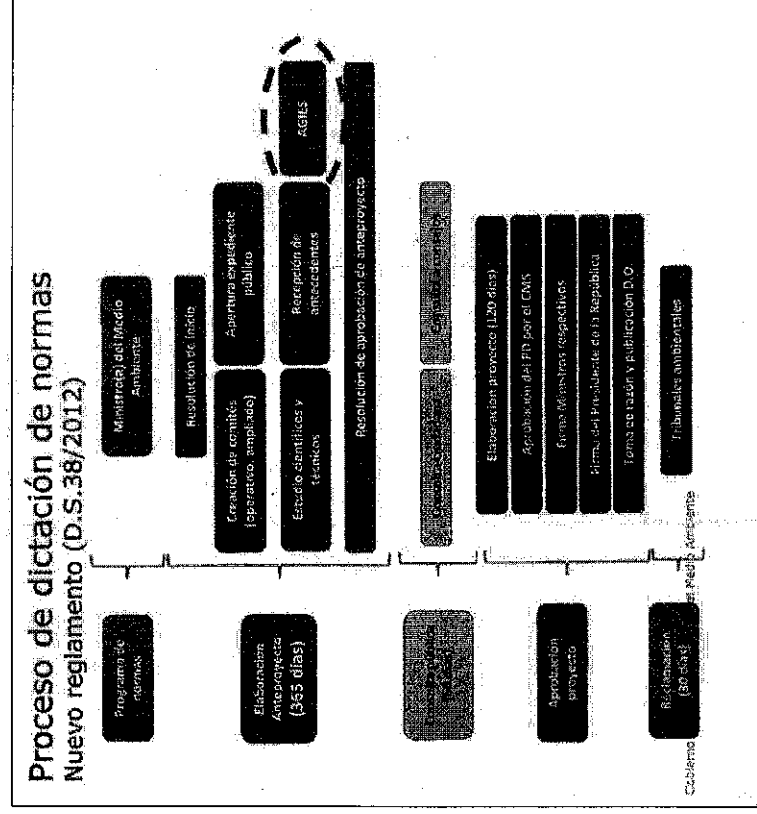 Proceso de dictación de normas
Nuevo reglamento (D.S.38/2012)
Programa de
normas
Ministro(a) del Medio
Ambiente
Elaboración
Anteproyecto
(365 días)
Resolución de Inicio
Creación de comités
(operativo, ampliado)
Apertura expediente
público
Estudio científicos y
técnicos
Recepción de
antecedentes
AGIES
Resolución de aprobación de anteproyecto
Aprobación
proyecto
Elaboración proyecto (120 días)
Aprobación del PD por el CMS
Firma Ministros respectivos
Firma del Presidente de la República
Toma de razón y publicación D.O.
Reclamación
(30 días)
Tribunales ambientales
Gobierno
Medio Ambiente